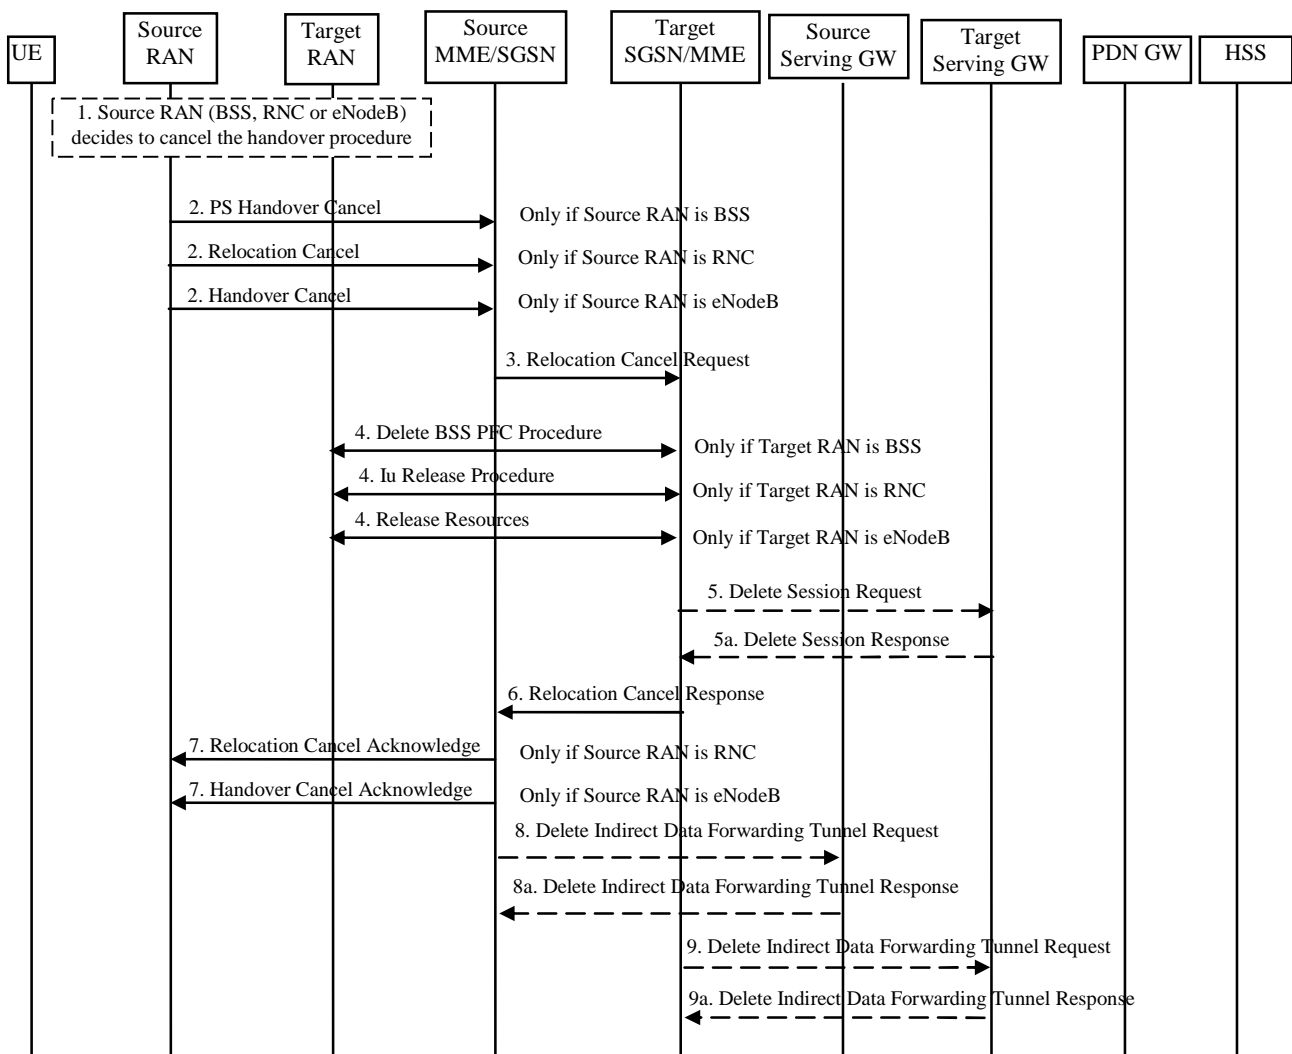 UE
Source
RAN
Target
RAN
Source
MME/SGSN
Target
SGSN/MME
Source
Serving GW
Target
Serving GW
PDN GW
HSS
1. Source RAN (BSS, RNC or eNodeB)
decides to cancel the handover procedure
2. PS Handover Cancel
Only if Source RAN is BSS
2. Relocation Cancel
Only if Source RAN is RNC
2. Handover Cancel
Only if Source RAN is eNodeB
3. Relocation Cancel Request
4. Delete BSS PFC Procedure
Only if Target RAN is BSS
4. Iu Release Procedure
Only if Target RAN is RNC
4. Release Resources
Only if Target RAN is eNodeB
5. Delete Session Request
5a. Delete Session Response
6. Relocation Cancel Response
7. Relocation Cancel Acknowledge
Only if Source RAN is RNC
7. Handover Cancel Acknowledge
Only if Source RAN is eNodeB
8. Delete Indirect Data Forwarding Tunnel Request
8a. Delete Indirect Data Forwarding Tunnel Response
9. Delete Indirect Data Forwarding Tunnel Request
9a. Delete Indirect Data Forwarding Tunnel Response